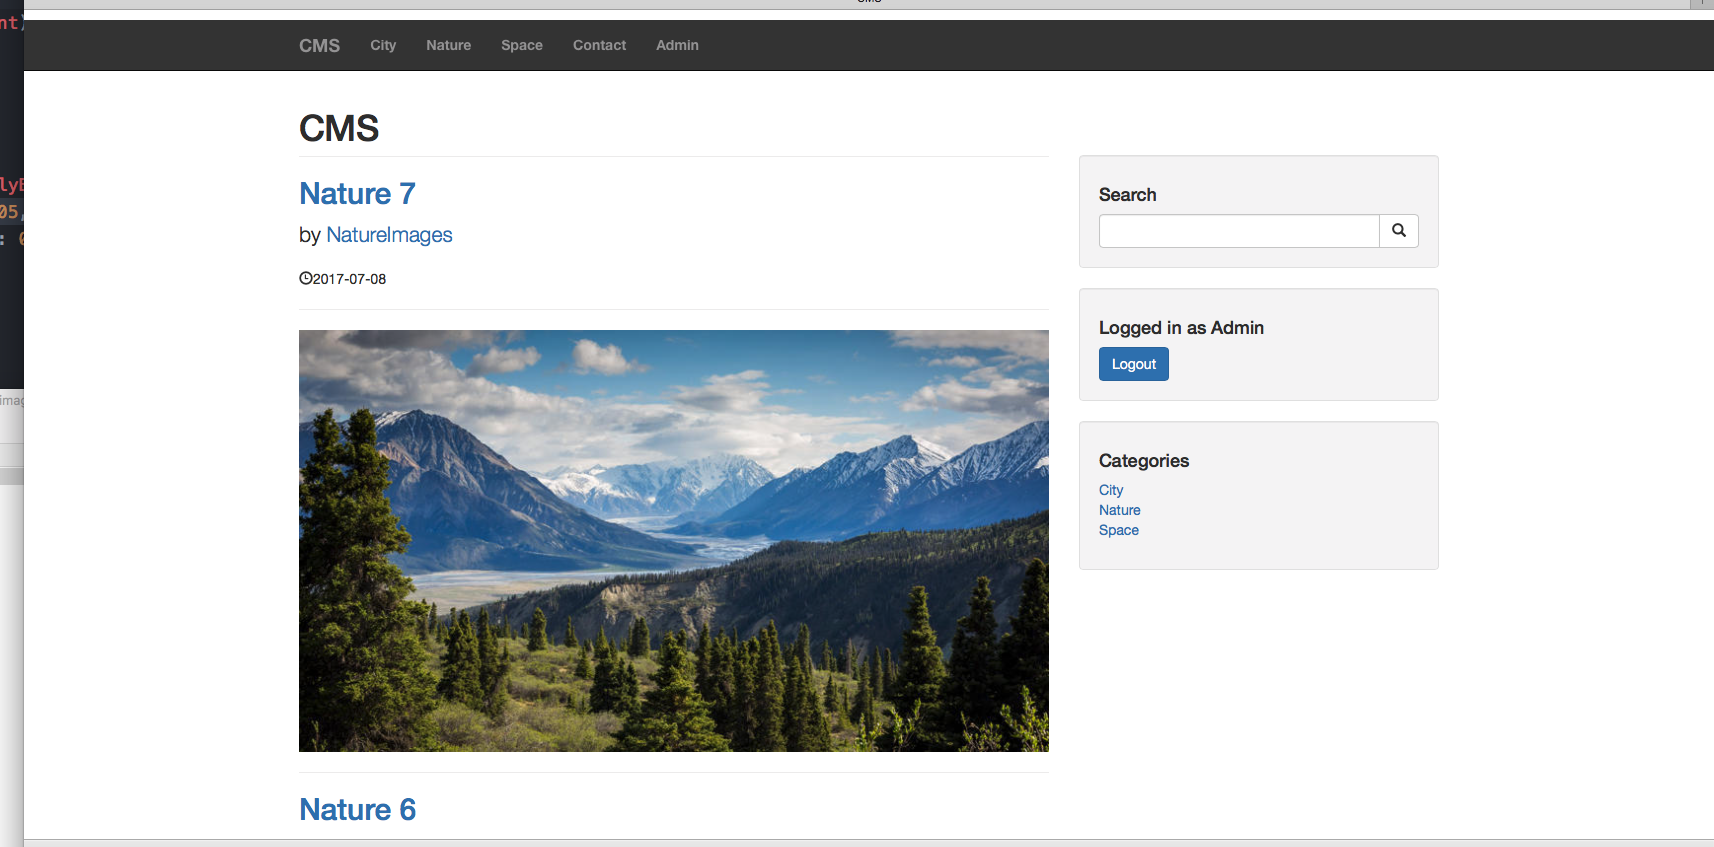 CMS
CMS City Nature Space Contact Admin
CMS
Nature 7
by NatureImages
2017-07-08
Nature 6
Search
Logged in as Admin
Logout
Categories
City
Nature
Space